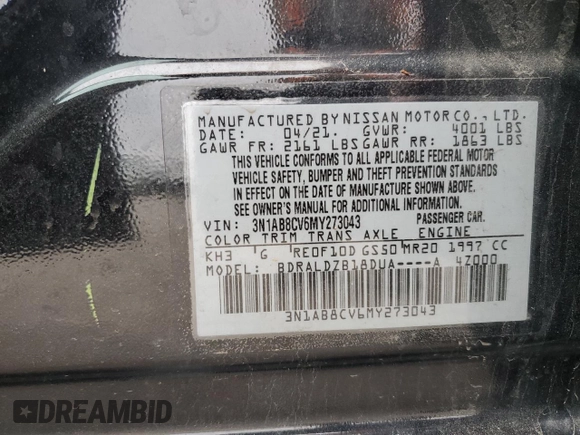 MANUFACTURED BY NISSAN MOTOR CO., LTD.
DATE: 04/21. GVWR: 4001 LBS
GAWR FR: 2161 LBS GAWR RR: 1863 LBS
THIS VEHICLE CONFORMS TO ALL APPLICABLE FEDERAL MOTOR
VEHICLE SAFETY, BUMPER AND THEFT PREVENTION STANDARDS
IN EFFECT ON THE DATE OF MANUFACTURE SHOWN ABOVE.
SEE OWNER'S MANUAL FOR ADDITIONAL INFORMATION.
VIN: 3N1AB8CV6MY273043 PASSENGER CAR.
COLOR TRIM TRANS AXLE ENGINE
KH3 G RE0F10D GS50 MR20 1997 CC
MODEL: BDRALDZB18DUA----A 4Z000
3N1AB8CV6MY273043
DREAMBID